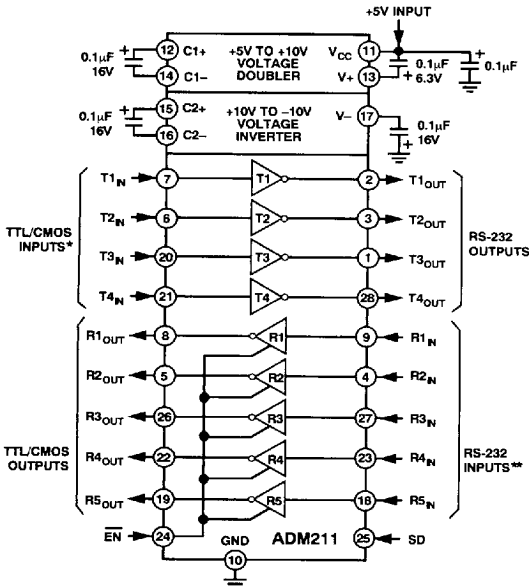 +5V INPUT
0.1µF
16V
12
C1+
14
C1–
+5V TO +10V
VOLTAGE
DOUBLER
VCC
11
V+
13
0.1µF
6.3V
0.1µF
0.1µF
16V
15
C2+
16
C2–
+10V TO –10V
VOLTAGE
INVERTER
V–
17
0.1µF
16V
TTL/CMOS
INPUTS*
T1IN
7
T1
2
T1OUT
T2IN
6
T2
3
T2OUT
T3IN
20
T3
1
T3OUT
T4IN
21
T4
28
T4OUT
RS-232
OUTPUTS
TTL/CMOS
OUTPUTS
R1OUT
8
R1
9
R1IN
R2OUT
5
R2
4
R2IN
R3OUT
26
R3
27
R3IN
R4OUT
22
R4
23
R4IN
R5OUT
19
R5
18
R5IN
RS-232
INPUTS**
EN
24
GND
10
ADM211
25
SD